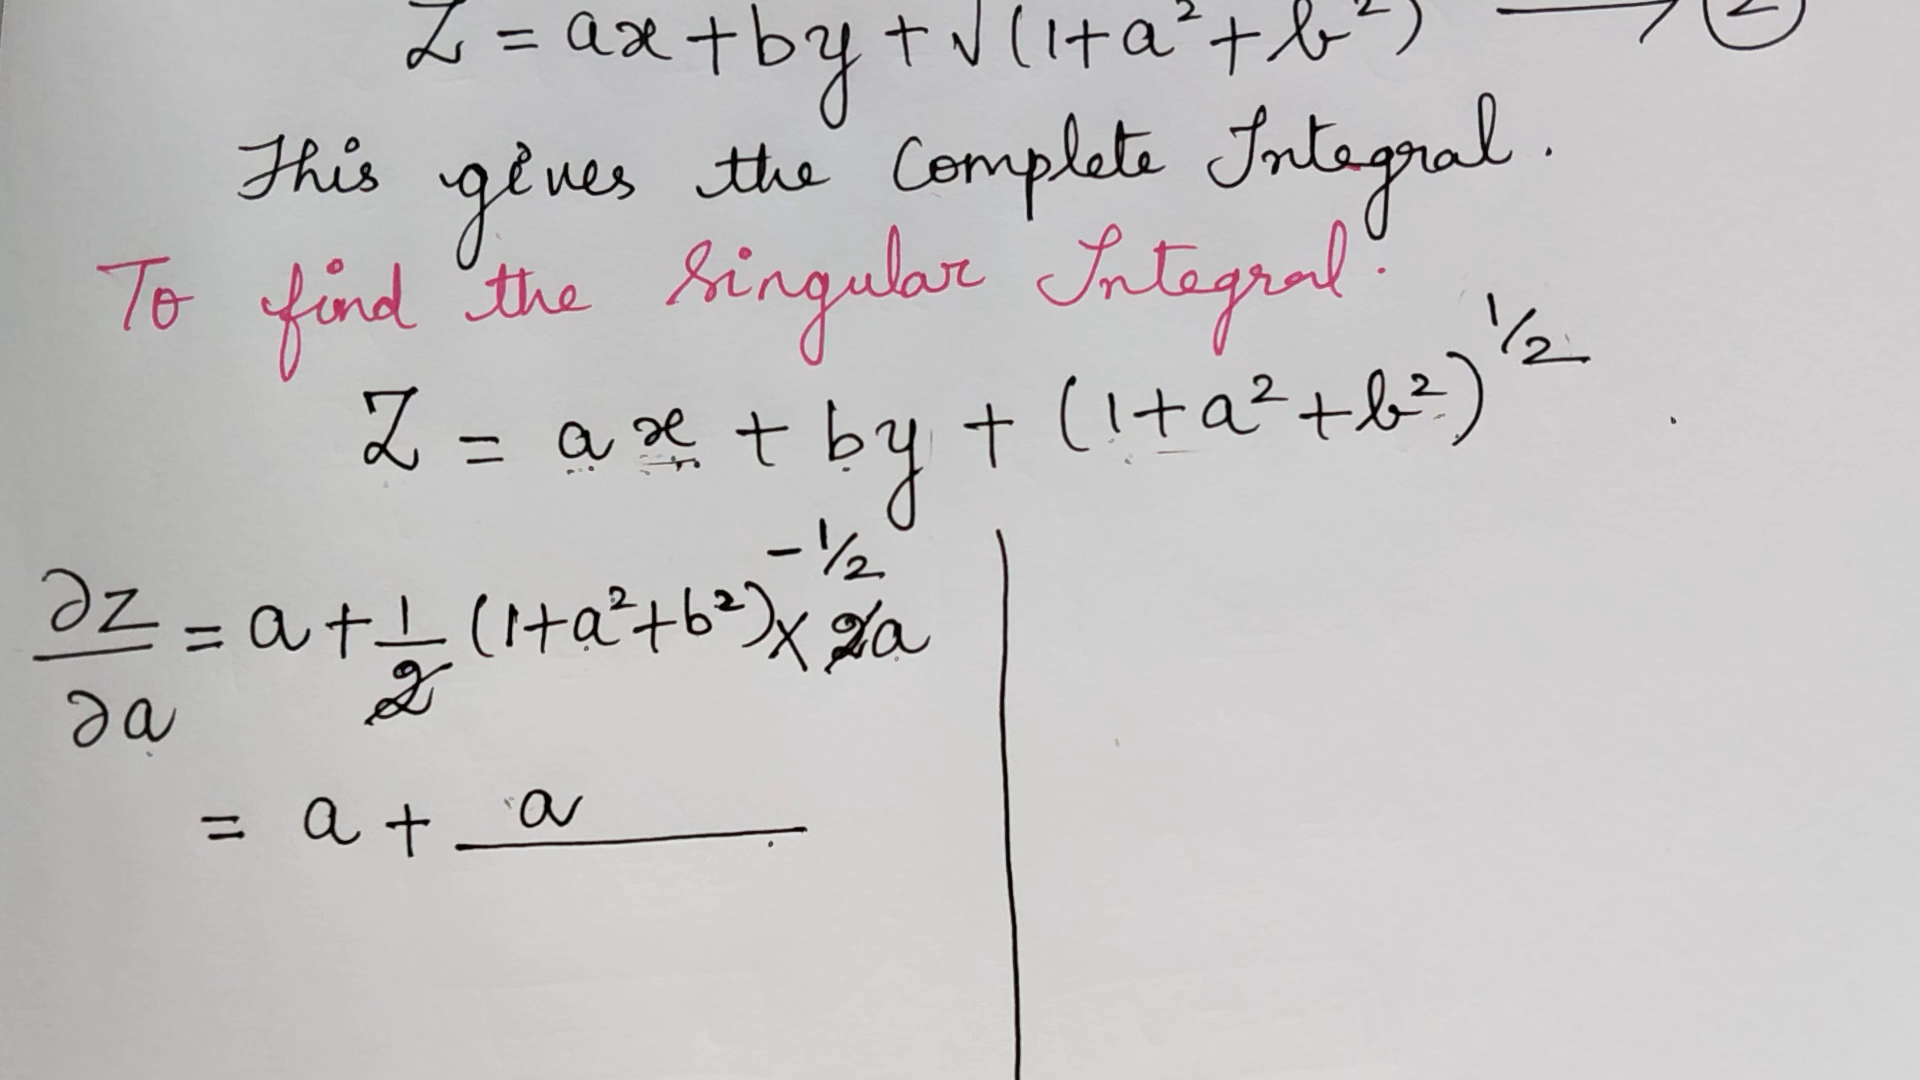 Z = ax + by + √(1+a²+b²) → ②
This gives the Complete Integral.
To find the Singular Integral.
Z = ax + by + (1+a²+b²)^1/2
∂z/∂a = a + 1/2 (1+a²+b²)^-1/2 × 2a
= a + a/